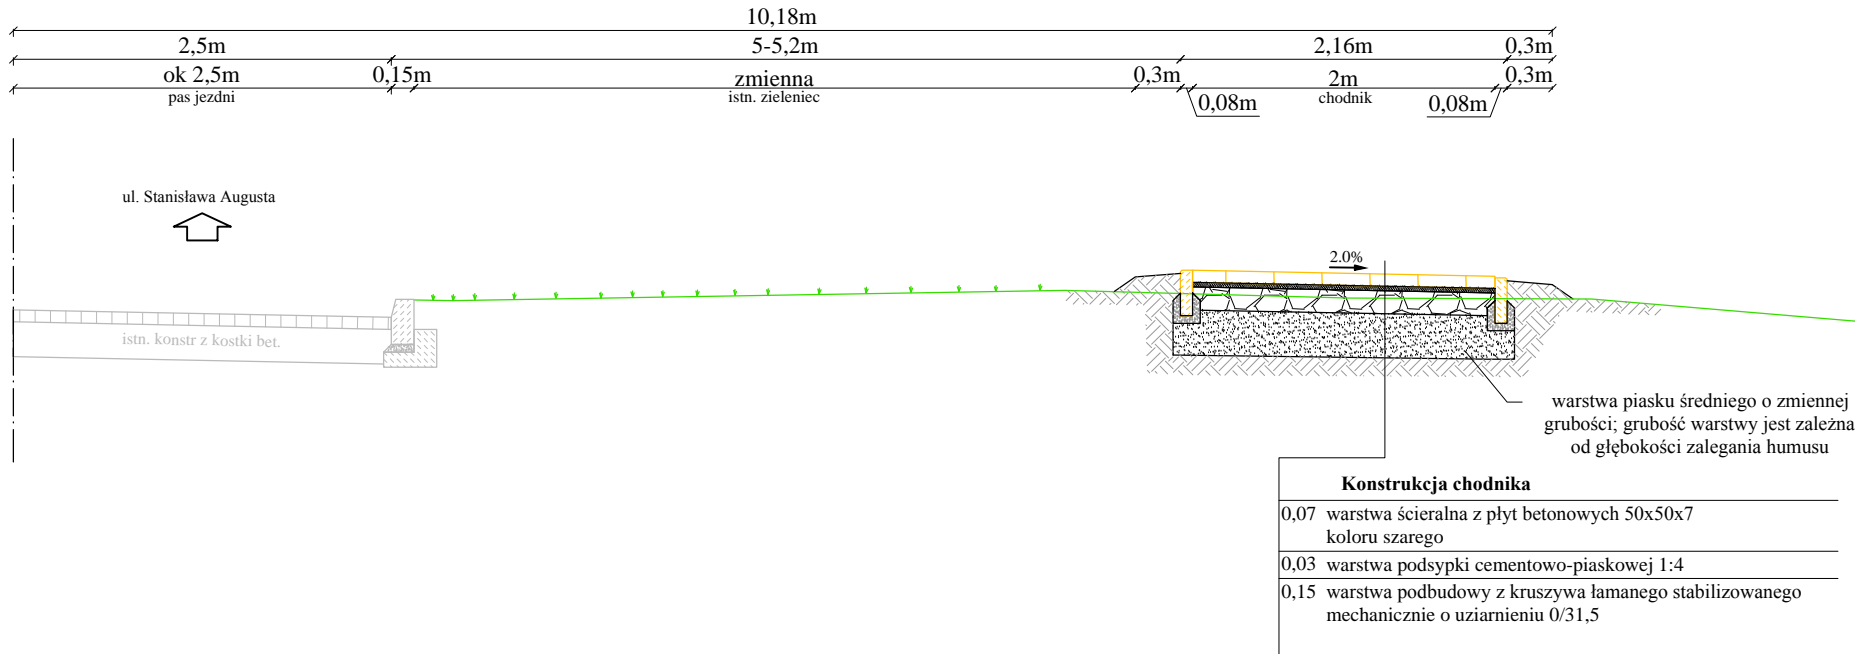 10,18m
2,5m 5-5,2m 2,16m 0,3m
ok 2,5m 0,15m zmienna 0,3m 2m 0,3m
pas jezdni istn. zieleniec chodnik
0,08m 0,08m
ul. Stanisława Augusta
2.0%
istn. konstr z kostki bet.
warstwa piasku średniego o zmiennej
grubości; grubość warstwy jest zależna
od głębokości zalegania humusu
Konstrukcja chodnika
0,07 warstwa ścieralna z płyt betonowych 50x50x7
koloru szarego
0,03 warstwa podsypki cementowo-piaskowej 1:4
0,15 warstwa podbudowy z kruszywa łamanego stabilizowanego
mechanicznie o uziarnieniu 0/31,5